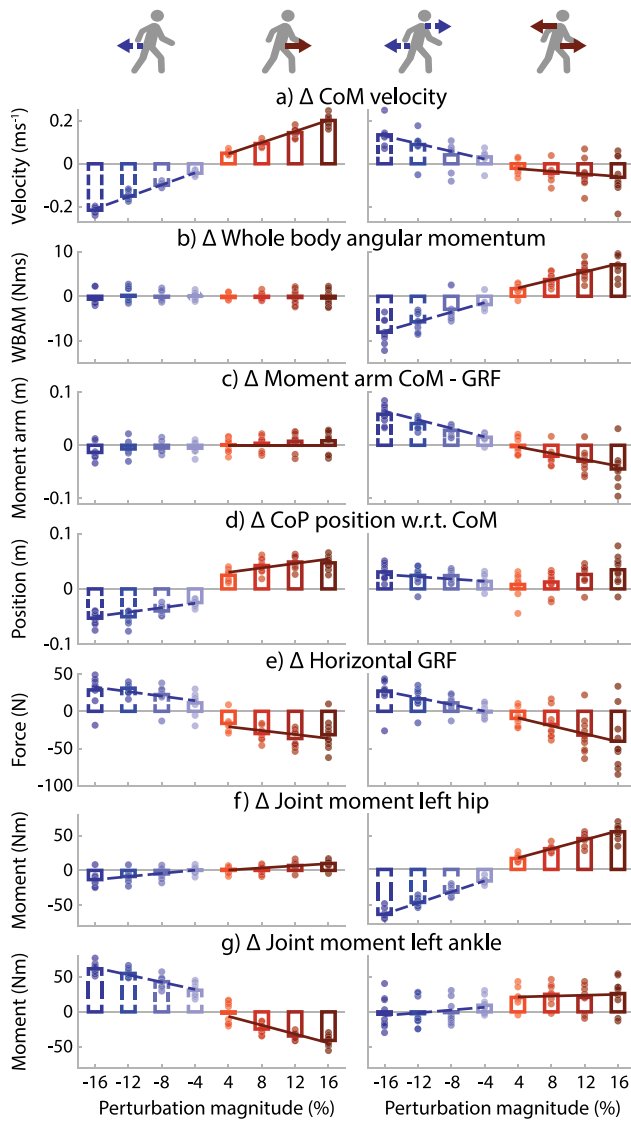 a) Δ CoM velocity
Velocity (ms⁻¹)
0.2
0
-0.2
b) Δ Whole body angular momentum
WBAM (Nms)
10
0
-10
c) Δ Moment arm CoM - GRF
Moment arm (m)
0.1
0
-0.1
d) Δ CoP position w.r.t. CoM
Position (m)
0.1
0
-0.1
e) Δ Horizontal GRF
Force (N)
50
0
-50
-100
f) Δ Joint moment left hip
Moment (Nm)
50
0
-50
g) Δ Joint moment left ankle
Moment (Nm)
50
0
-50
-16 -12 -8 -4 4 8 12 16 -16 -12 -8 -4 4 8 12 16
Perturbation magnitude (%) Perturbation magnitude (%)